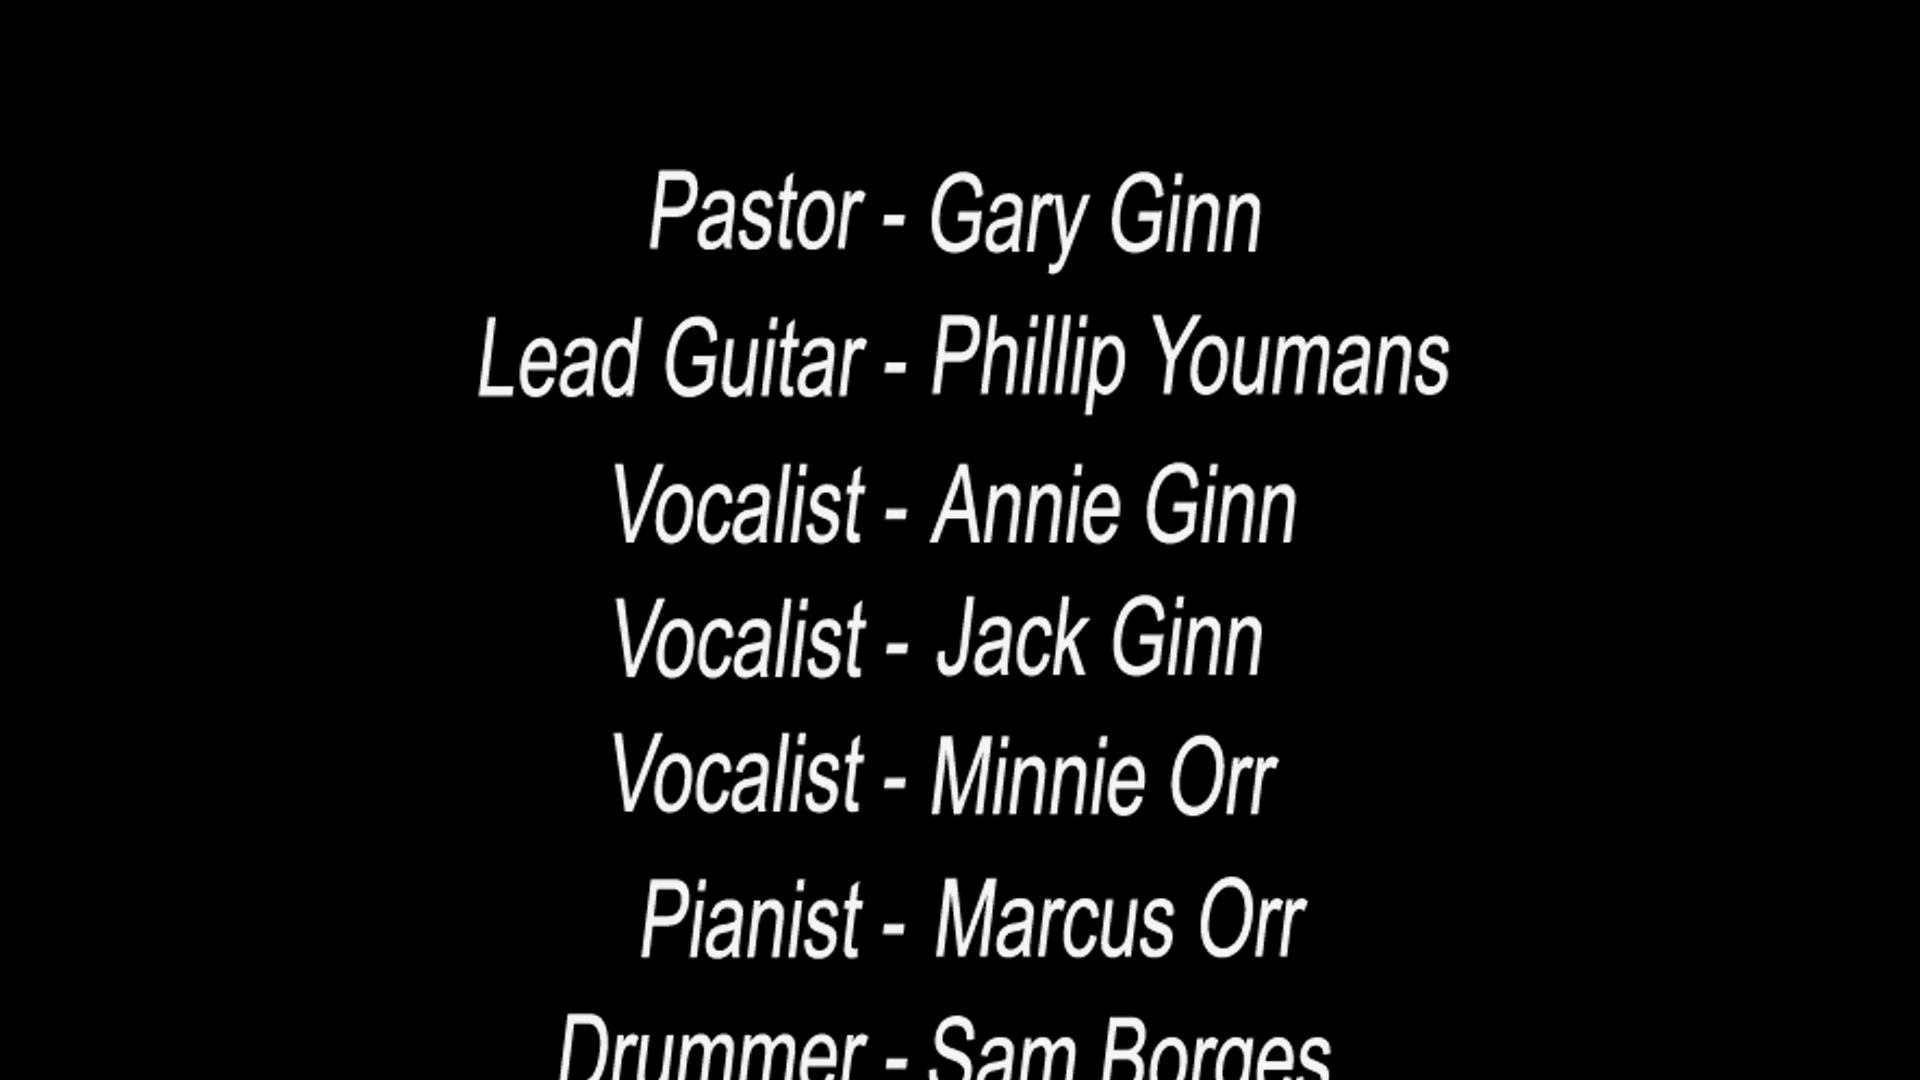 Pastor - Gary Ginn
Lead Guitar - Phillip Youmans
Vocalist - Annie Ginn
Vocalist - Jack Ginn
Vocalist - Minnie Orr
Pianist - Marcus Orr
Drummer - Sam Borges